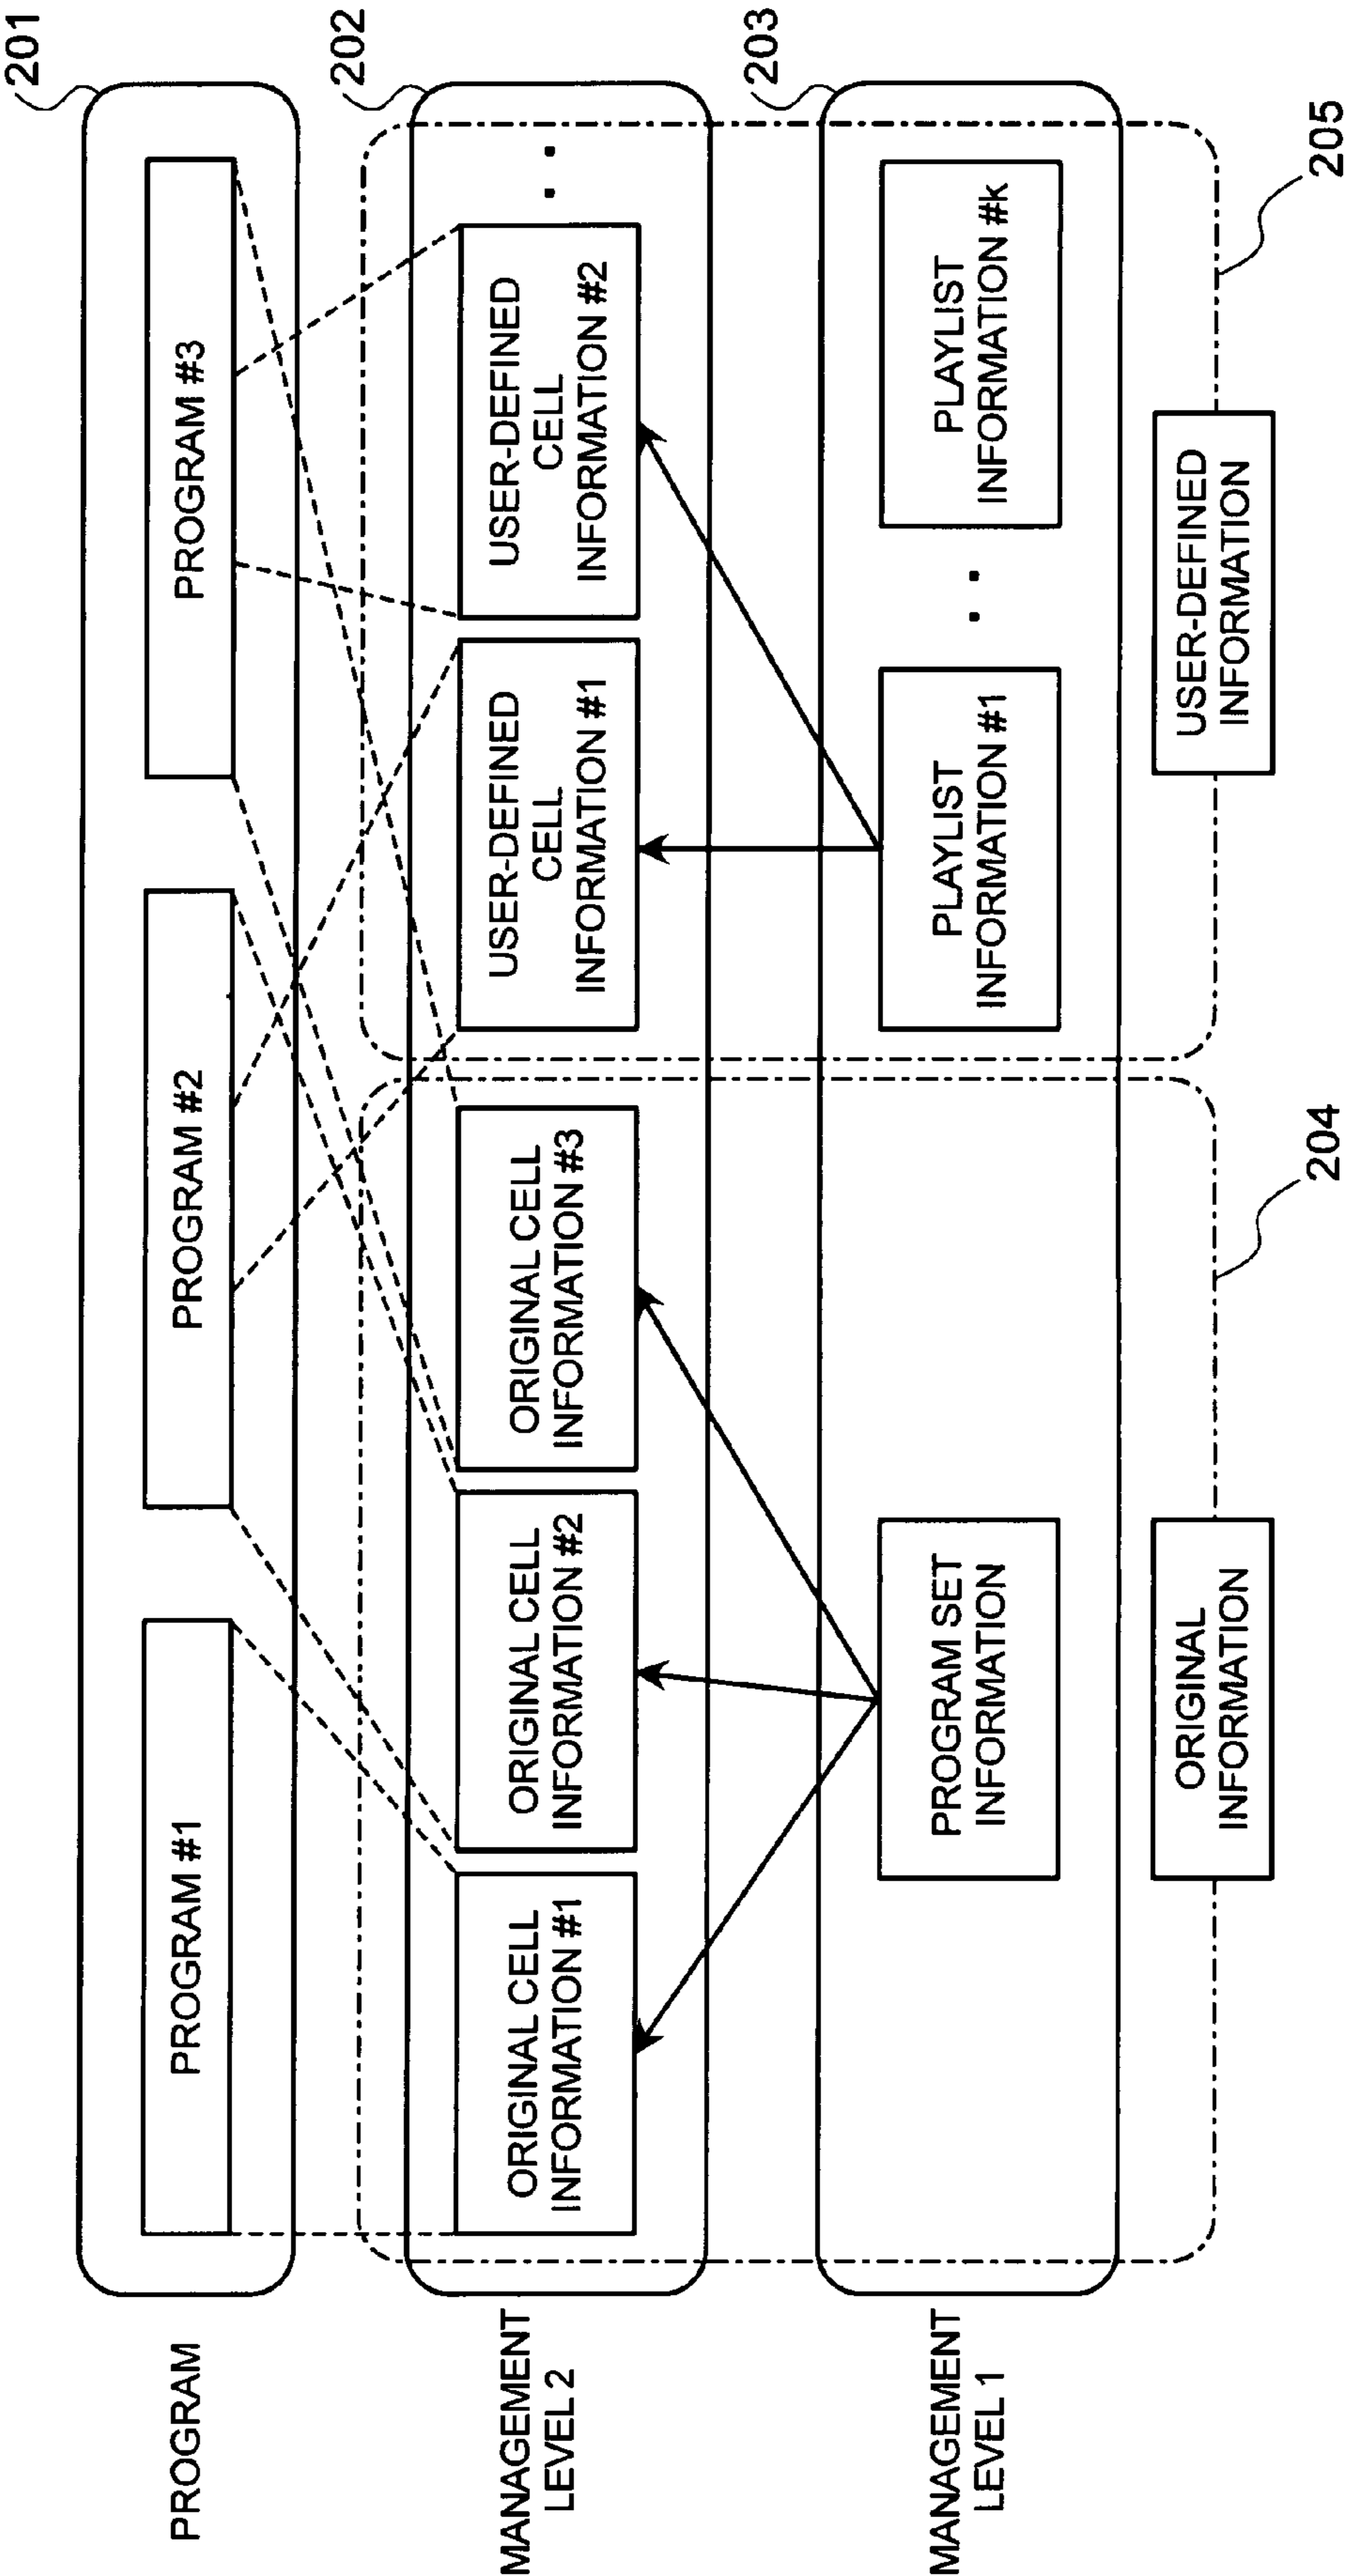 PROGRAM
PROGRAM #1
PROGRAM #2
PROGRAM #3
201
MANAGEMENT
LEVEL 2
ORIGINAL CELL
INFORMATION #1
ORIGINAL CELL
INFORMATION #2
ORIGINAL CELL
INFORMATION #3
USER-DEFINED
CELL
INFORMATION #1
USER-DEFINED
CELL
INFORMATION #2
202
MANAGEMENT
LEVEL 1
PROGRAM SET
INFORMATION
PLAYLIST
INFORMATION #1
PLAYLIST
INFORMATION #k
203
ORIGINAL
INFORMATION
204
USER-DEFINED
INFORMATION
205